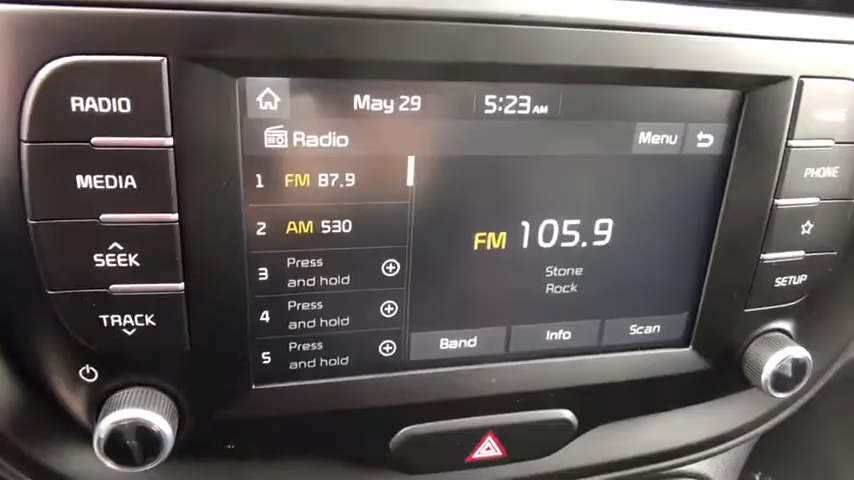 RADIO
MEDIA
SEEK
TRACK
May 29
5:23 AM
Radio
Menu
1 FM 87.9
2 AM 530
3 Press
and hold
4 Press
and hold
5 Press
and hold
FM 105.9
Stone
Rock
Band
Info
Scan
PHONE
SETUP